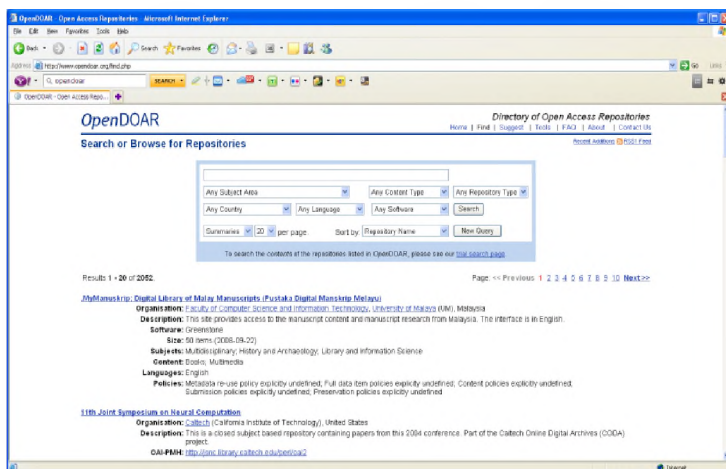 OpenDOAR - Open Access Repositories - Microsoft Internet Explorer
File Edit View Favorites Tools Help
Back Search Favorites
Address http://www.opendoar.org/find.php Go Links
opendoar SEARCH
OpenDOAR - Open Access Repo...
OpenDOAR Directory of Open Access Repositories
Home | Find | Suggest | Tools | FAQ | About | Contact Us
Search or Browse for Repositories Recent Additions RSS1 Feed
Any Subject Area Any Content Type Any Repository Type
Any Country Any Language Any Software Search
Summaries 20 per page Sort by: Repository Name New Query
To search the contents of the repositories listed in OpenDOAR, please see our trial search page
Results 1 - 20 of 2052. Page: << Previous 1 2 3 4 5 6 7 8 9 10 Next>>
.MyManuskrip: Digital Library of Malay Manuscripts (Pustaka Digital Manskrip Melayu)
Organisation: Faculty of Computer Science and Information Technology, University of Malaya (UM), Malaysia
Description: This site provides access to the manuscript content and manuscript research from Malaysia. The interface is in English.
Software: Greenstone
Size: 90 items (2006-09-22)
Subjects: Multidisciplinary; History and Archaeology; Library and Information Science
Content: Books; Multimedia
Languages: English
Policies: Metadata re-use policy explicitly undefined; Full data item policies explicitly undefined; Content policies explicitly undefined;
Submission policies explicitly undefined; Preservation policies explicitly undefined
11th Joint Symposium on Neural Computation
Organisation: Caltech (California Institute of Technology), United States
Description: This is a closed subject based repository containing papers from this 2004 conference. Part of the Caltech Online Digital Archives (CODA)
project.
OAI-PMH: http://jsnc.library.caltech.edu/perl/oai2
Internet